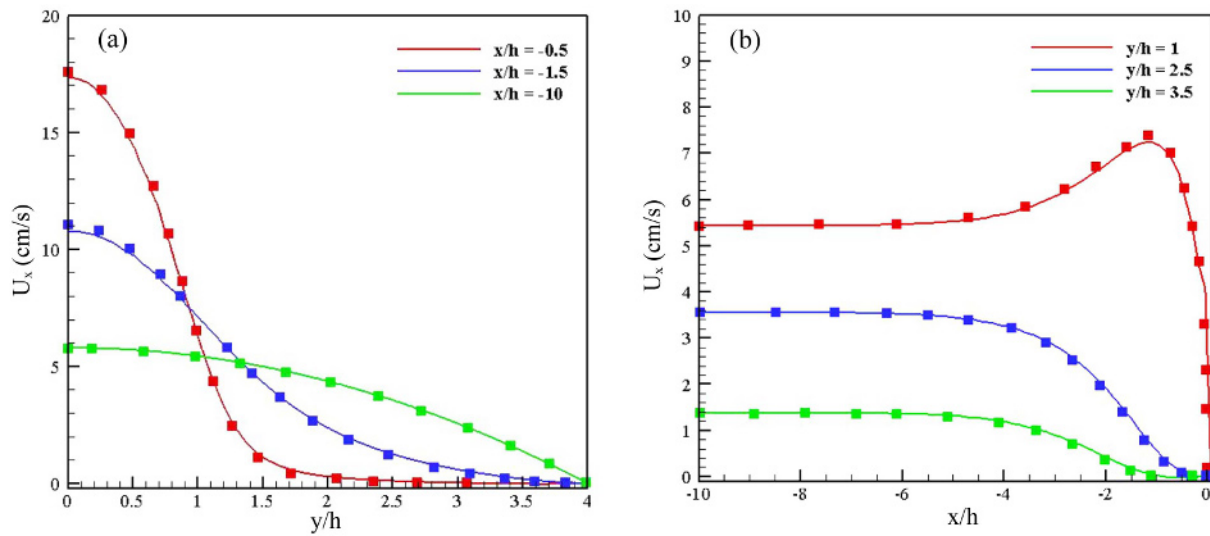 (a)
x/h = -0.5
x/h = -1.5
x/h = -10
20
15
10
5
0
U_x (cm/s)
0 0.5 1 1.5 2 2.5 3 3.5 4
y/h
(b)
y/h = 1
y/h = 2.5
y/h = 3.5
10
9
8
7
6
5
4
3
2
1
0
U_x (cm/s)
-10 -8 -6 -4 -2 0
x/h